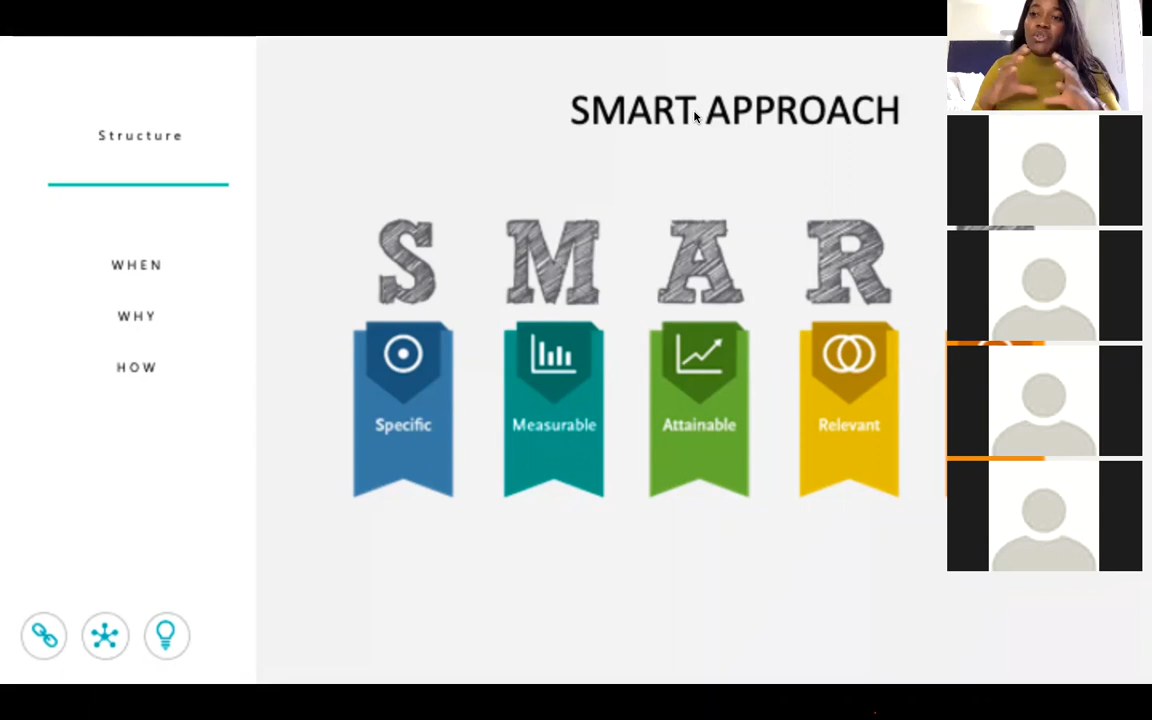 Structure
WHEN
WHY
HOW
SMART APPROACH
S M A R
Specific Measurable Attainable Relevant